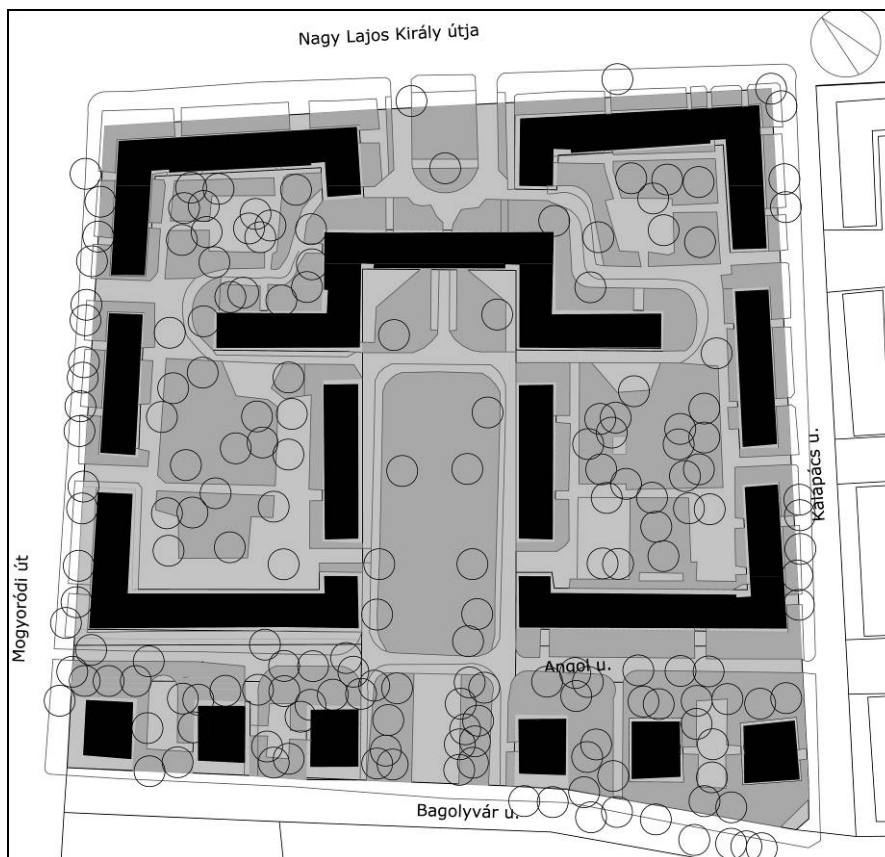 Nagy Lajos Király útja
Kalapács u.
Mogyoródi út
Angol u.
Bagolyvár u.